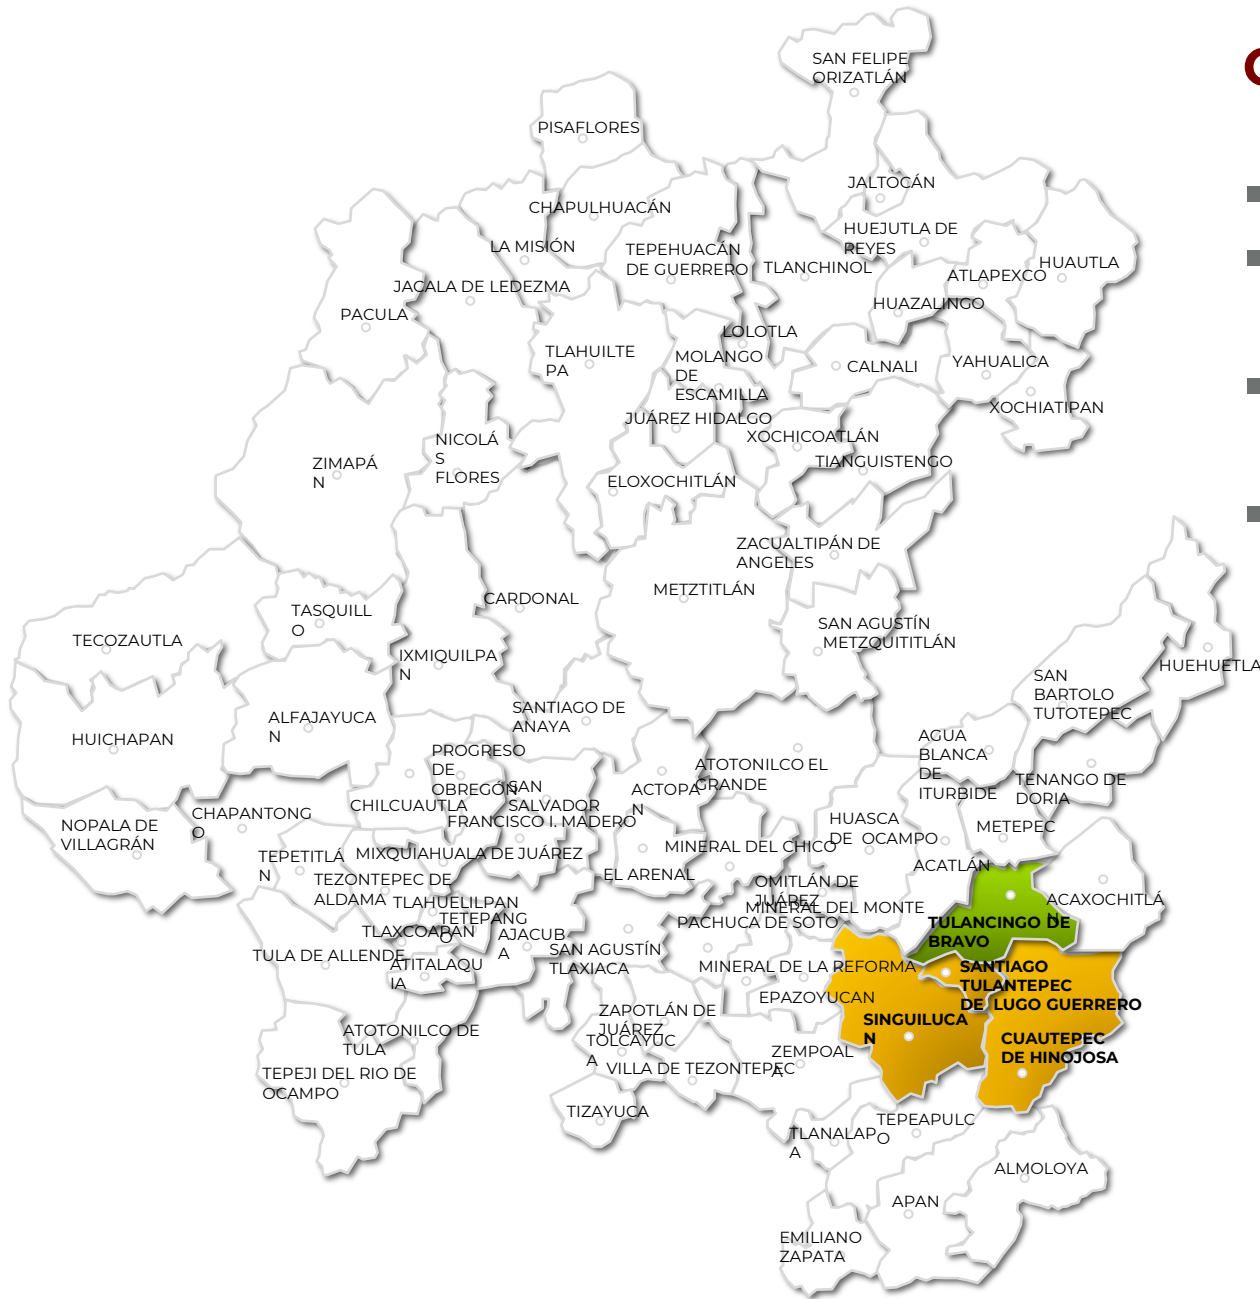 SAN FELIPE
ORIZATLÁN
PISAFLORES
JALTOCÁN
CHAPULHUACÁN
HUEJUTLA DE
REYES
LA MISIÓN
TEPEHUACÁN
DE GUERRERO
TLANCHINOL
ATLAPEXCO
HUAUTLA
JACALA DE LEDEZMA
HUAZALINGO
PACULA
LOLOTLA
TLAHUILTE
PA
MOLANGO
DE
ESCAMILLA
CALNALI
YAHUALICA
XOCHIATIPAN
JUÁREZ HIDALGO
XOCHICOATLÁN
NICOLÁ
S
FLORES
ZIMAPÁ
N
TIANGUISTENGO
ELOXOCHITLÁN
ZACUALTIPÁN DE
ANGELES
METZTITLÁN
CARDONAL
TASQUILL
O
SAN AGUSTÍN
METZQUITITLÁN
TECOZAUTLA
IXMIQUILPA
N
HUEHUETLA
SAN
BARTOLO
TUTOTEPEC
SANTIAGO DE
ANAYA
ALFAJAYUCA
N
HUICHAPAN
AGUA
BLANCA
DE
ITURBIDE
PROGRESO
DE
OBREGÓN
ATOTONILCO EL
GRANDE
TENANGO DE
DORIA
SAN
SALVADOR
ACTOPA
N
CHILCUAUTLA
CHAPANTONG
O
FRANCISCO I. MADERO
HUASCA
DE OCAMPO
METEPEC
NOPALA DE
VILLAGRÁN
MINERAL DEL CHICO
TEPETITLÁ
N
MIXQUIAHUALA DE JUÁREZ
ACATLÁN
EL ARENAL
TEZONTEPEC DE
ALDAMA
OMITLÁN DE
JUÁREZ
ACAXOCHITLÁ
N
TLAHUELILPAN
MINERAL DEL MONTE
TETEPANG
O
PACHUCA DE SOTO
TULANCINGO DE
BRAVO
TLAXCOAPAN
AJACUB
A
SAN AGUSTÍN
TLAXIACA
TULA DE ALLENDE
ATITALAQU
IA
MINERAL DE LA REFORMA
SANTIAGO
TULANTEPEC
DE LUGO GUERRERO
EPAZOYUCAN
ZAPOTLÁN DE
JUÁREZ
SINGUILUCA
N
ATOTONILCO DE
TULA
TOLCAYUC
A
CUAUTEPEC
DE HINOJOSA
ZEMPOAL
A
VILLA DE TEZONTEPEC
TEPEJI DEL RIO DE
OCAMPO
TIZAYUCA
TEPEAPULC
O
TLANALAP
A
ALMOLOYA
APAN
EMILIANO
ZAPATA